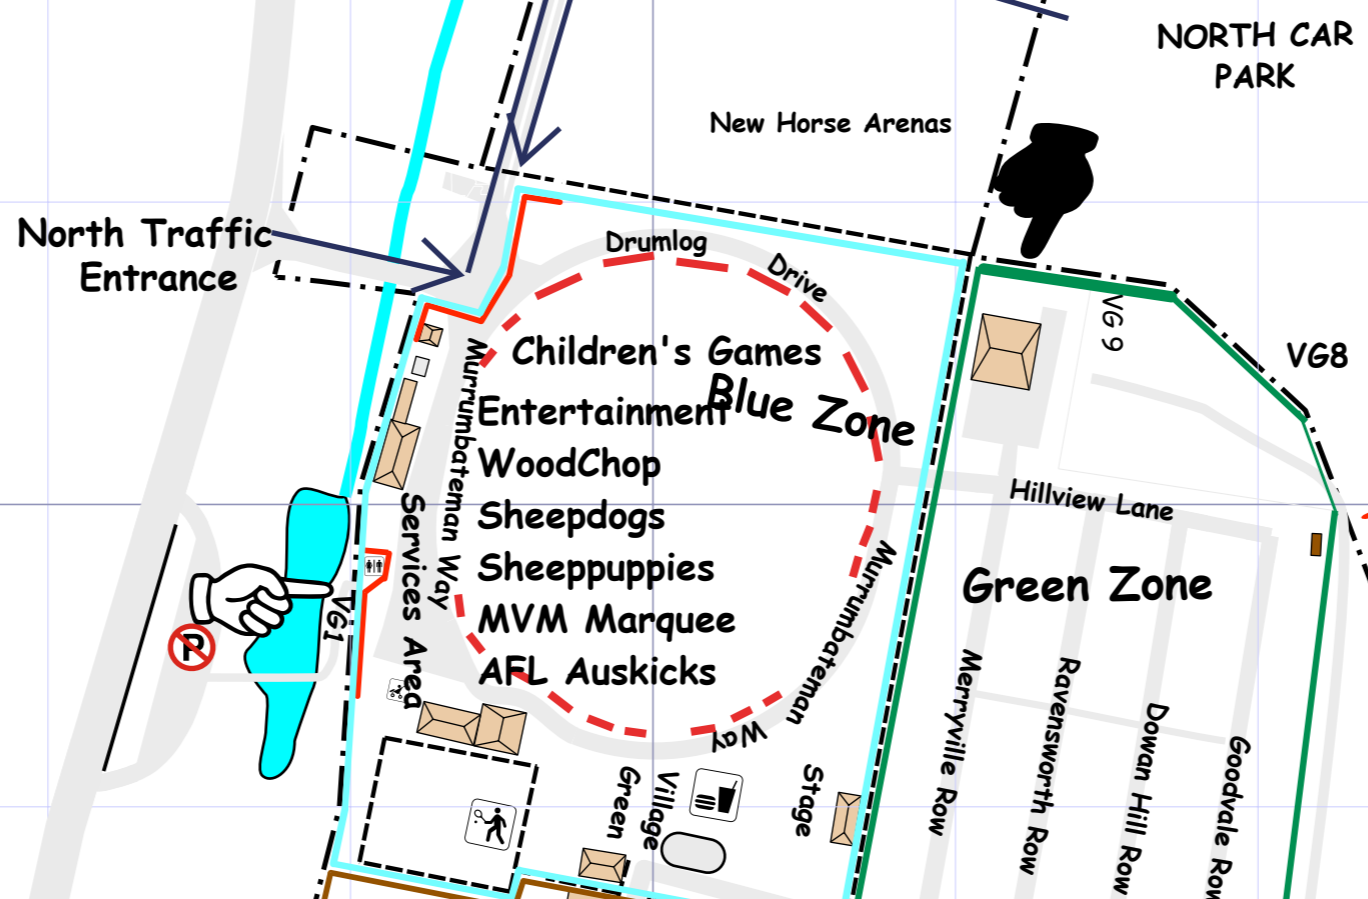 NORTH CAR
PARK
New Horse Arenas
North Traffic
Entrance
Drumlog
Drive
VG 9
VG8
Children's Games
Blue Zone
Entertainment
WoodChop
Sheepdogs
Sheeppuppies
MVM Marquee
AFL Auskicks
Murrumbateman Way
Services Area
VG1
P
Hillview Lane
Green Zone
Murrumbateman
Way
Merryville Row
Ravensworth Row
Dowan Hill Row
Goodvale Row
Village
Green
Stage